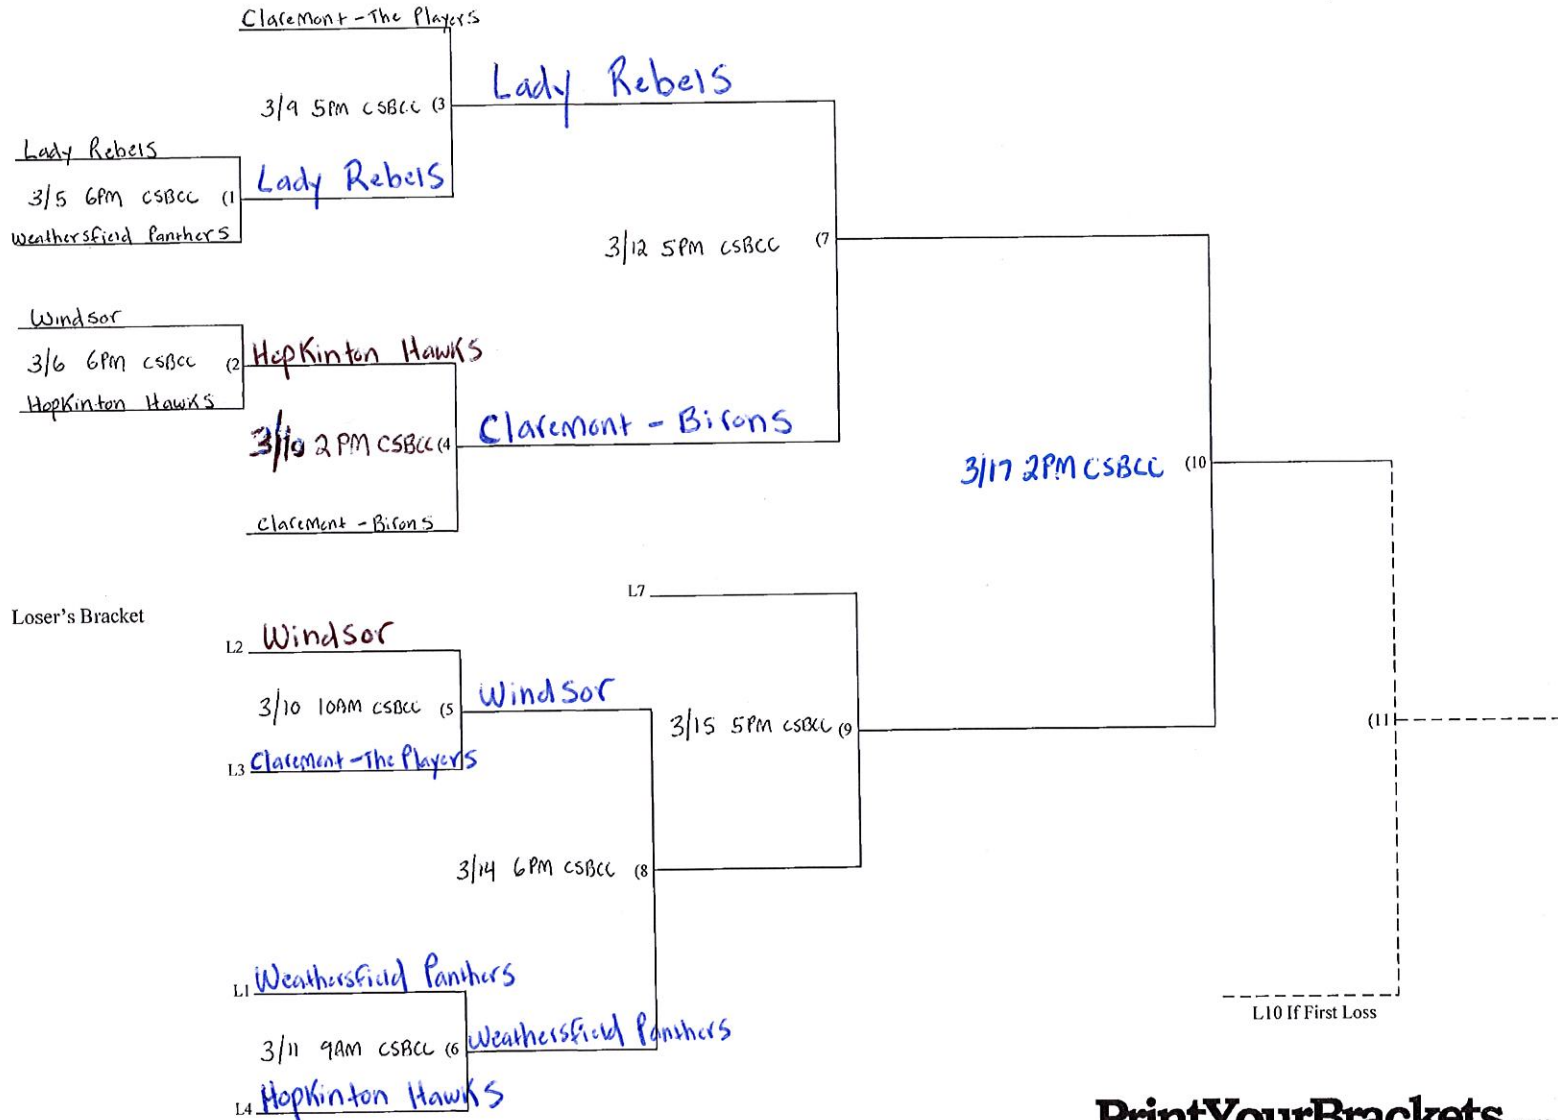 Claremont - The Players
3/9 5PM CSBCC (3
Lady Rebels
Lady Rebels
3/5 6PM CSBCC (1
Lady Rebels
Weathersfield Panthers
3/12 5PM CSBCC (7
Windsor
3/6 6PM CSBCC (2
Hopkinton Hawks
Hopkinton Hawks
3/10 2PM CSBCC (4
Claremont - Birons
Claremont - Birons
3/17 2PM CSBCC (10
Loser's Bracket
L7
L2 Windsor
3/10 10AM CSBCC (5
Windsor
L3 Claremont - The Players
3/15 5PM CSBCC (9
(11
3/14 6PM CSBCC (8
L1 Weathersfield Panthers
3/11 9AM CSBCC (6
Weathersfield Panthers
L4 Hopkinton Hawks
L10 If First Loss
PrintYourBrackets